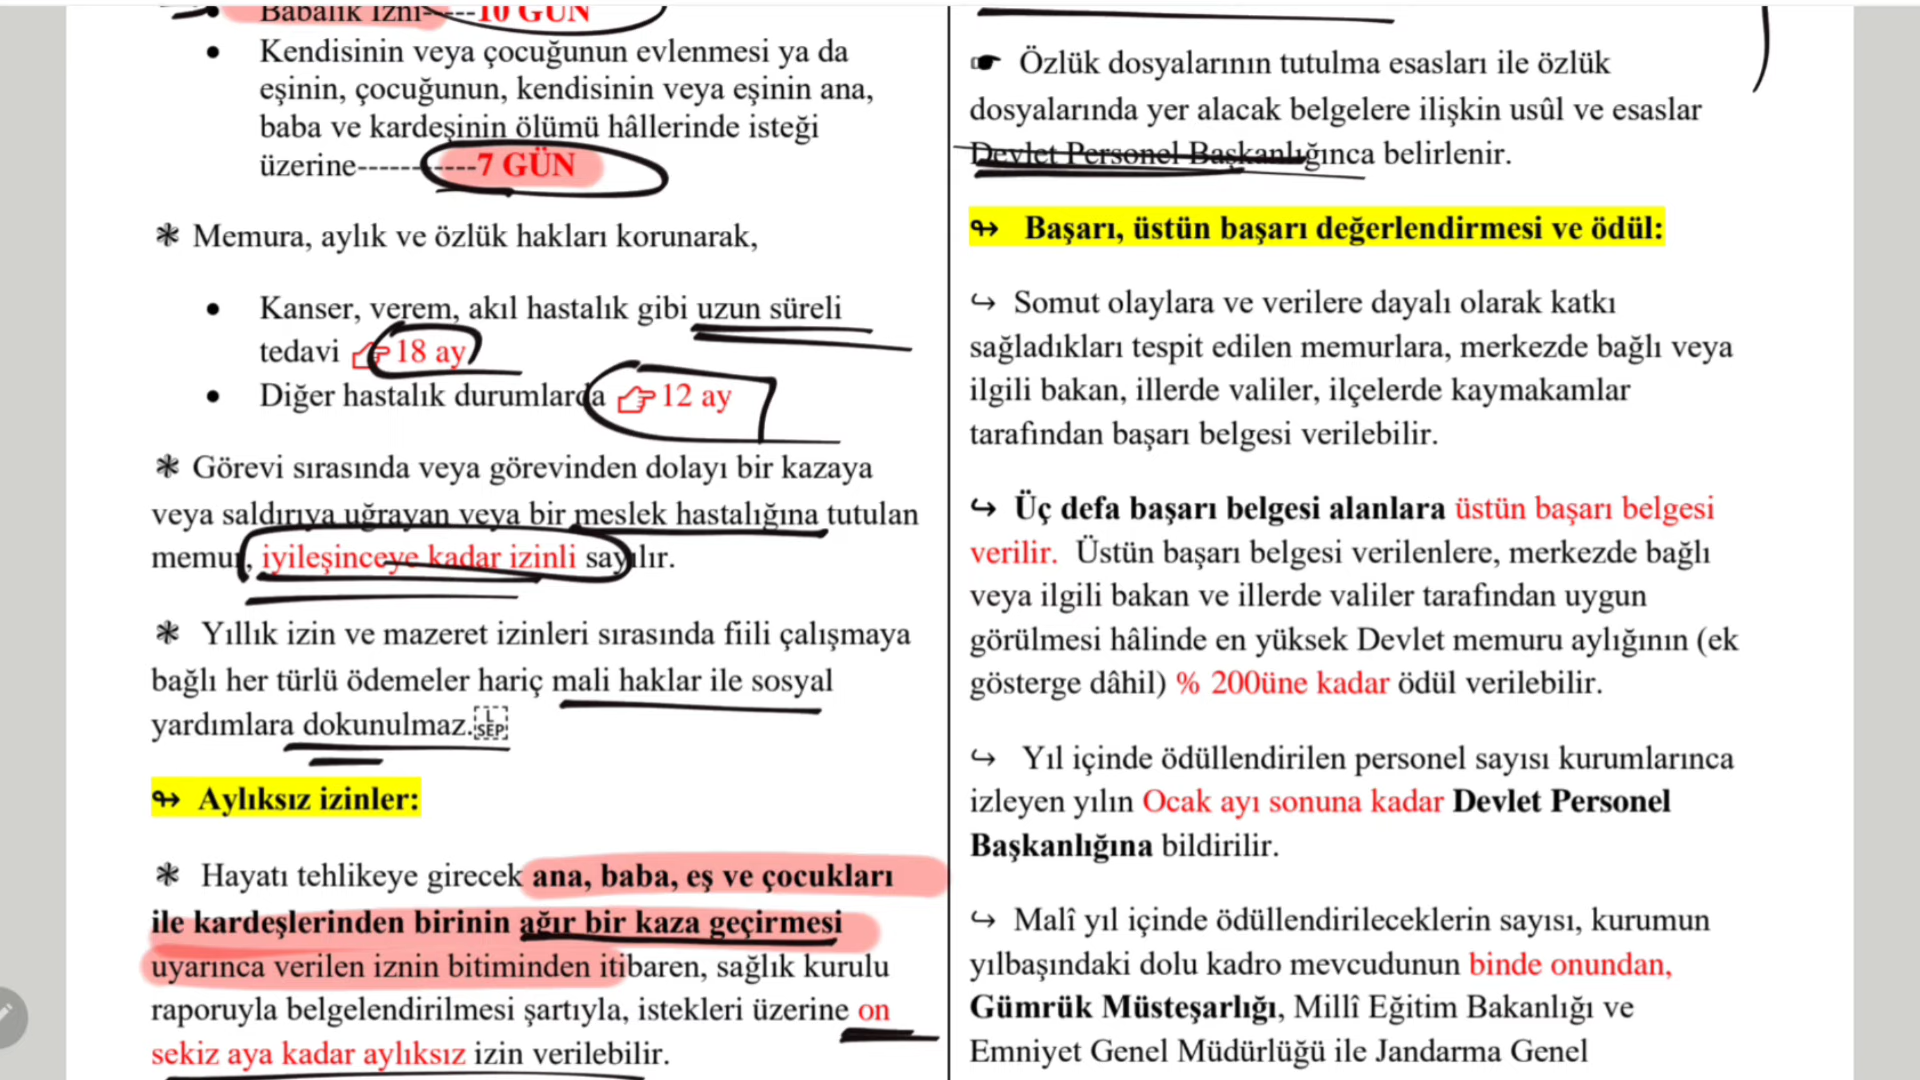 Babalık İzni------10 GÜN
• Kendisinin veya çocuğunun evlenmesi ya da
eşinin, çocuğunun, kendisinin veya eşinin ana,
baba ve kardeşinin ölümü hâllerinde isteği
üzerine------------7 GÜN
❃ Memura, aylık ve özlük hakları korunarak,
• Kanser, verem, akıl hastalık gibi uzun süreli
tedavi 18 ay
• Diğer hastalık durumlarda 12 ay
❃ Görevi sırasında veya görevinden dolayı bir kazaya
veya saldırıya uğrayan veya bir meslek hastalığına tutulan
memur, iyileşinceye kadar izinli sayılır.
❃ Yıllık izin ve mazeret izinleri sırasında fiili çalışmaya
bağlı her türlü ödemeler hariç mali haklar ile sosyal
yardımlara dokunulmaz. L SEP
↬ Aylıksız izinler:
❃ Hayatı tehlikeye girecek ana, baba, eş ve çocukları
ile kardeşlerinden birinin ağır bir kaza geçirmesi
uyarınca verilen iznin bitiminden itibaren, sağlık kurulu
raporuyla belgelendirilmesi şartıyla, istekleri üzerine on
sekiz aya kadar aylıksız izin verilebilir.
☛ Özlük dosyalarının tutulma esasları ile özlük
dosyalarında yer alacak belgelere ilişkin usûl ve esaslar
Devlet Personel Başkanlığınca belirlenir.
↬ Başarı, üstün başarı değerlendirmesi ve ödül:
↪ Somut olaylara ve verilere dayalı olarak katkı
sağladıkları tespit edilen memurlara, merkezde bağlı veya
ilgili bakan, illerde valiler, ilçelerde kaymakamlar
tarafından başarı belgesi verilebilir.
↪ Üç defa başarı belgesi alanlara üstün başarı belgesi
verilir. Üstün başarı belgesi verilenlere, merkezde bağlı
veya ilgili bakan ve illerde valiler tarafından uygun
görülmesi hâlinde en yüksek Devlet memuru aylığının (ek
gösterge dâhil) % 200üne kadar ödül verilebilir.
↪ Yıl içinde ödüllendirilen personel sayısı kurumlarınca
izleyen yılın Ocak ayı sonuna kadar Devlet Personel
Başkanlığına bildirilir.
↪ Malî yıl içinde ödüllendirileceklerin sayısı, kurumun
yılbaşındaki dolu kadro mevcudunun binde onundan,
Gümrük Müsteşarlığı, Millî Eğitim Bakanlığı ve
Emniyet Genel Müdürlüğü ile Jandarma Genel